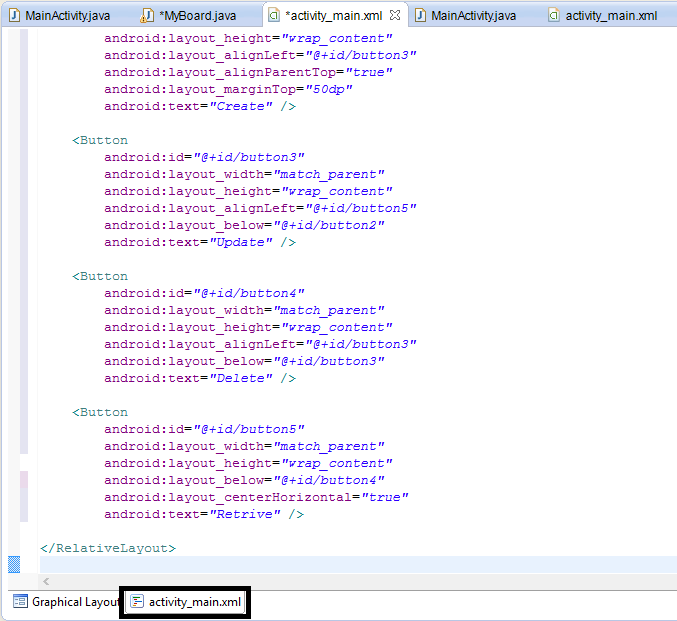 MainActivity.java *MyBoard.java *activity_main.xml MainActivity.java activity_main.xml
android:layout_height="wrap_content"
android:layout_alignLeft="@+id/button3"
android:layout_alignParentTop="true"
android:layout_marginTop="50dp"
android:text="Create" />
<Button
android:id="@+id/button3"
android:layout_width="match_parent"
android:layout_height="wrap_content"
android:layout_alignLeft="@+id/button5"
android:layout_below="@+id/button2"
android:text="Update" />
<Button
android:id="@+id/button4"
android:layout_width="match_parent"
android:layout_height="wrap_content"
android:layout_alignLeft="@+id/button3"
android:layout_below="@+id/button3"
android:text="Delete" />
<Button
android:id="@+id/button5"
android:layout_width="match_parent"
android:layout_height="wrap_content"
android:layout_below="@+id/button4"
android:layout_centerHorizontal="true"
android:text="Retrive" />
</RelativeLayout>
Graphical Layout activity_main.xml